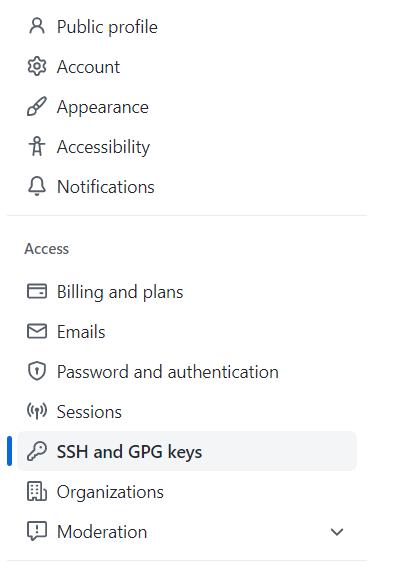 Public profile
Account
Appearance
Accessibility
Notifications
Access
Billing and plans
Emails
Password and authentication
Sessions
SSH and GPG keys
Organizations
Moderation